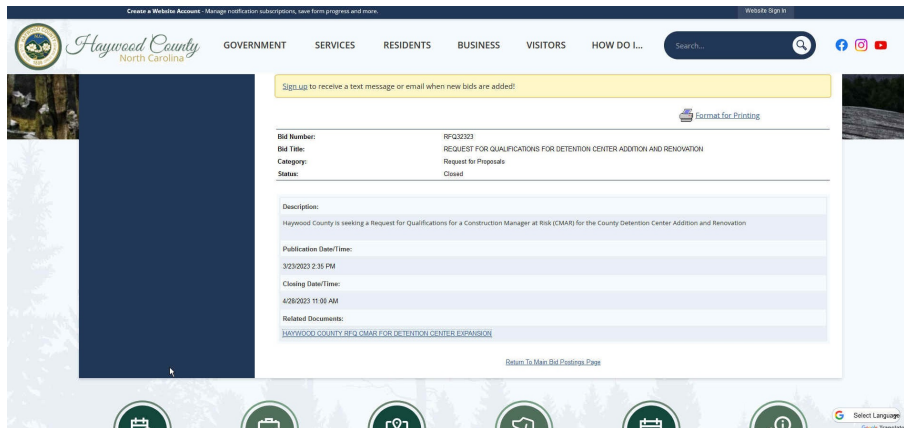 Create a Website Account - Manage notification subscriptions, save form progress and more.
Website Sign In
Haywood County
North Carolina
GOVERNMENT SERVICES RESIDENTS BUSINESS VISITORS HOW DO I...
Search...
Sign up to receive a text message or email when new bids are added!
Format for Printing
Bid Number: RFQ32323
Bid Title: REQUEST FOR QUALIFICATIONS FOR DETENTION CENTER ADDITION AND RENOVATION
Category: Request for Proposals
Status: Closed
Description:
Haywood County is seeking a Request for Qualifications for a Construction Manager at Risk (CMAR) for the County Detention Center Addition and Renovation
Publication Date/Time:
3/23/2023 2:35 PM
Closing Date/Time:
4/28/2023 11:00 AM
Related Documents:
HAYWOOD COUNTY RFQ CMAR FOR DETENTION CENTER EXPANSION
Return To Main Bid Postings Page
Select Language